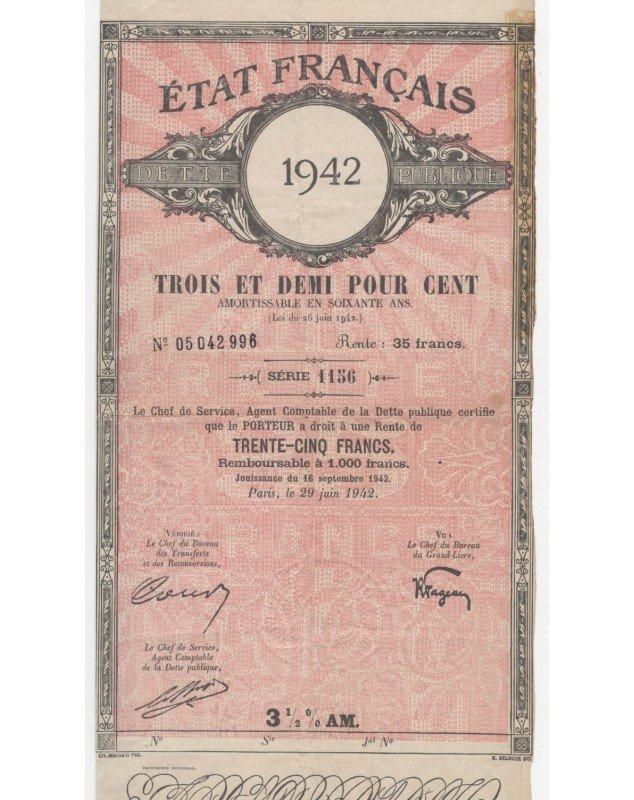 ÉTAT FRANÇAIS
DETTE 1942 PUBLIQUE
TROIS ET DEMI POUR CENT
AMORTISSABLE EN SOIXANTE ANS.
(Loi du 26 juin 1942.)
No 05042996 Rente : 35 francs.
SÉRIE 1156
Le Chef de Service, Agent Comptable de la Dette publique certifie
que le PORTEUR a droit à une Rente de
TRENTE-CINQ FRANCS.
Remboursable à 1.000 francs.
Jouissance du 16 septembre 1942.
Paris, le 29 juin 1942.
VÉRIFIÉ :
Le Chef du Bureau
des Transferts
et des Reconversions,
VU :
Le Chef du Bureau
du Grand-Livre,
Le Chef de Service,
Agent Comptable
de la Dette publique,
3 1/2 % AM.
No Sie Jal No
E. DELOCHE SC.
IMPRIMERIE NATIONALE.